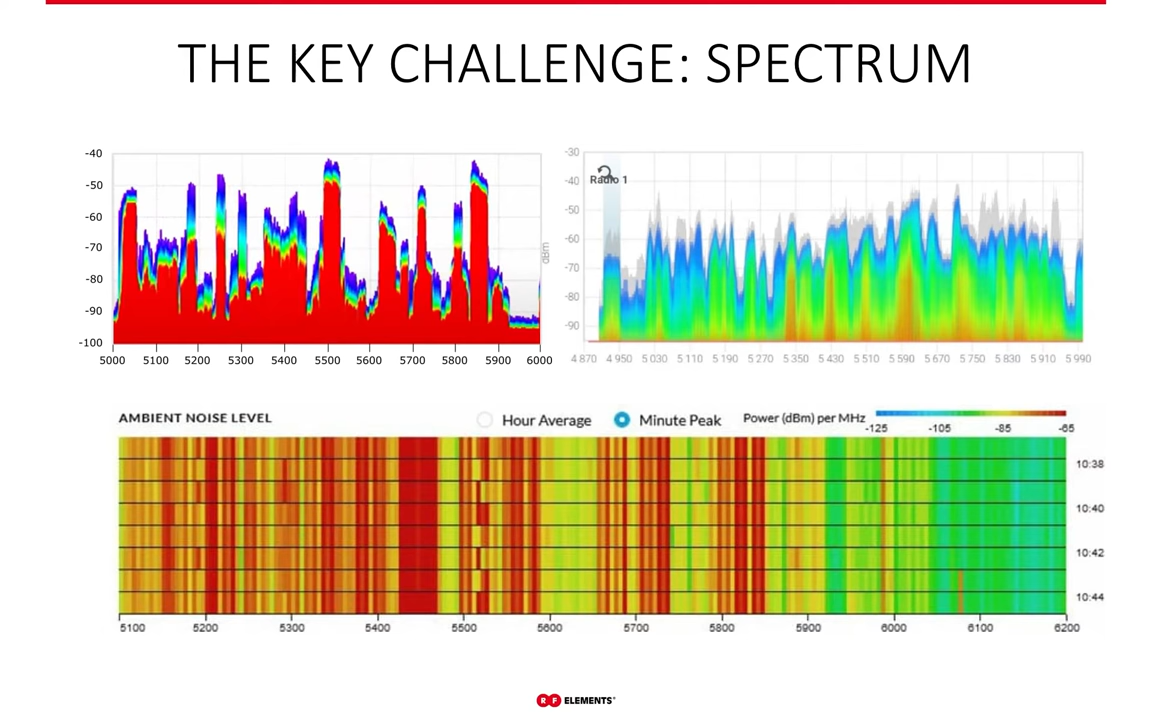 THE KEY CHALLENGE: SPECTRUM
-40
-50
-60
-70
-80
-90
-100
5000 5100 5200 5300 5400 5500 5600 5700 5800 5900 6000
-30
-40
-50
-60
-70
-80
-90
dBm
Radio 1
4 870 4 950 5 030 5 110 5 190 5 270 5 350 5 430 5 510 5 590 5 670 5 750 5 830 5 910 5 990
AMBIENT NOISE LEVEL Hour Average Minute Peak Power (dBm) per MHz
-125 -105 -85 -65
10:38
10:40
10:42
10:44
5100 5200 5300 5400 5500 5600 5700 5800 5900 6000 6100 6200
RF ELEMENTS